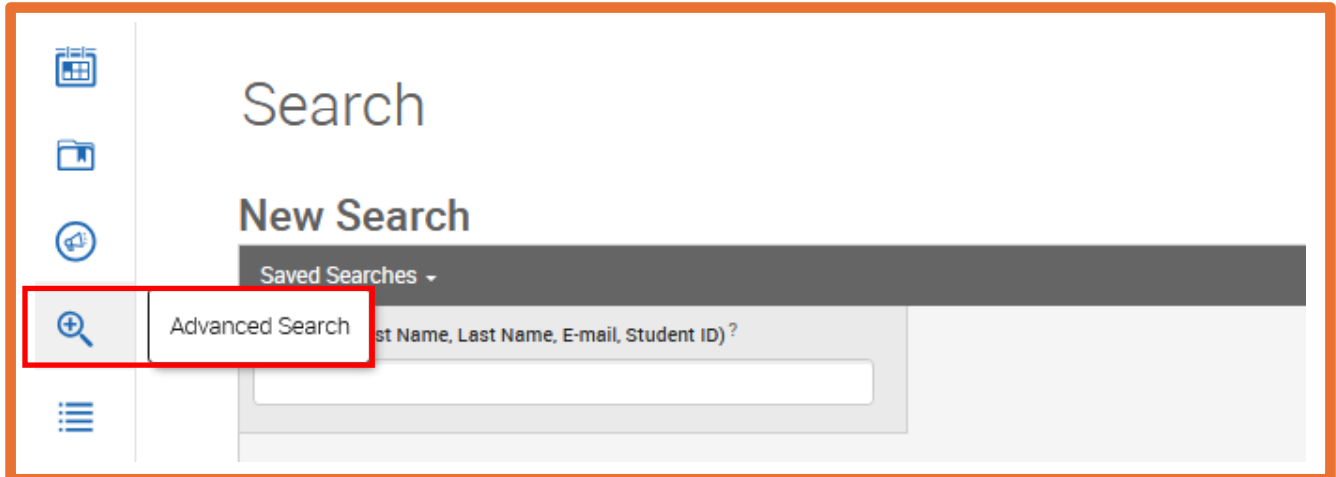 Search
New Search
Saved Searches
Advanced Search
st Name, Last Name, E-mail, Student ID) ?